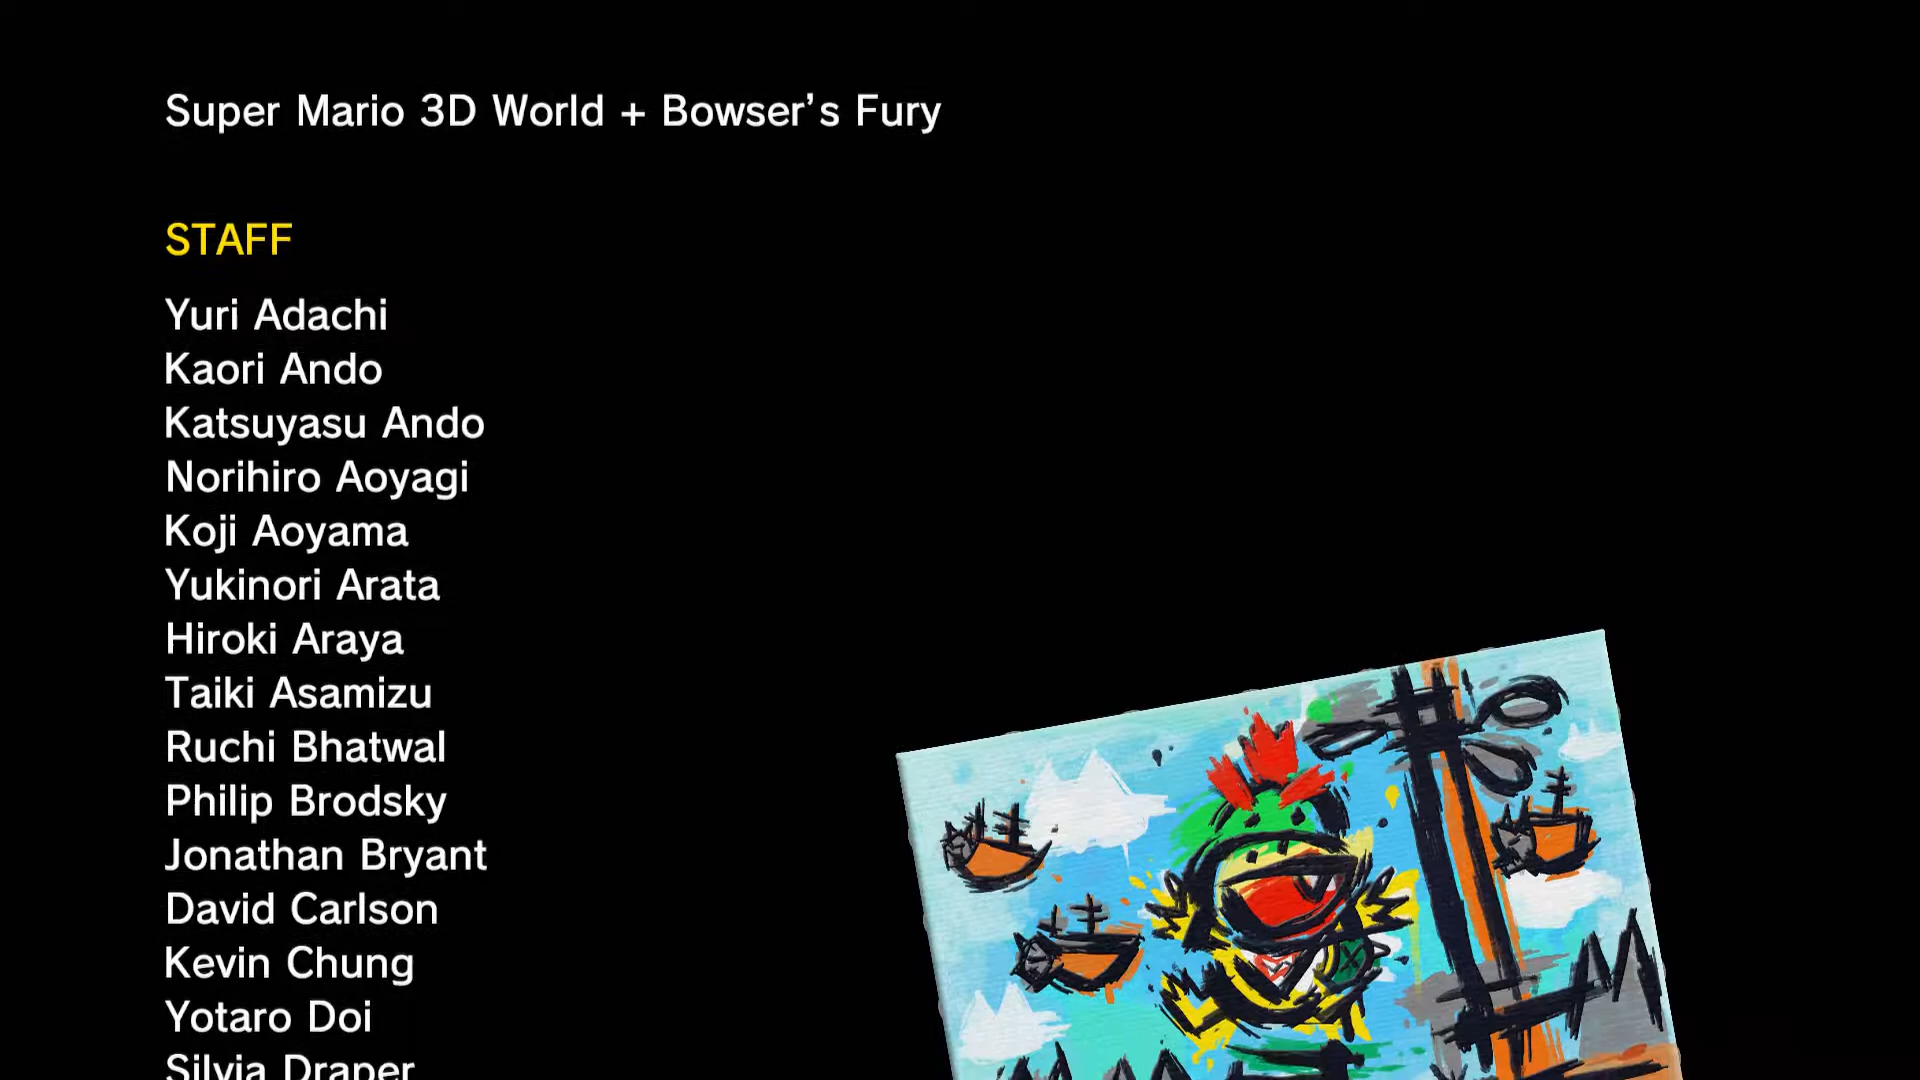 Super Mario 3D World + Bowser's Fury
STAFF
Yuri Adachi
Kaori Ando
Katsuyasu Ando
Norihiro Aoyagi
Koji Aoyama
Yukinori Arata
Hiroki Araya
Taiki Asamizu
Ruchi Bhatwal
Philip Brodsky
Jonathan Bryant
David Carlson
Kevin Chung
Yotaro Doi
Silvia Draper